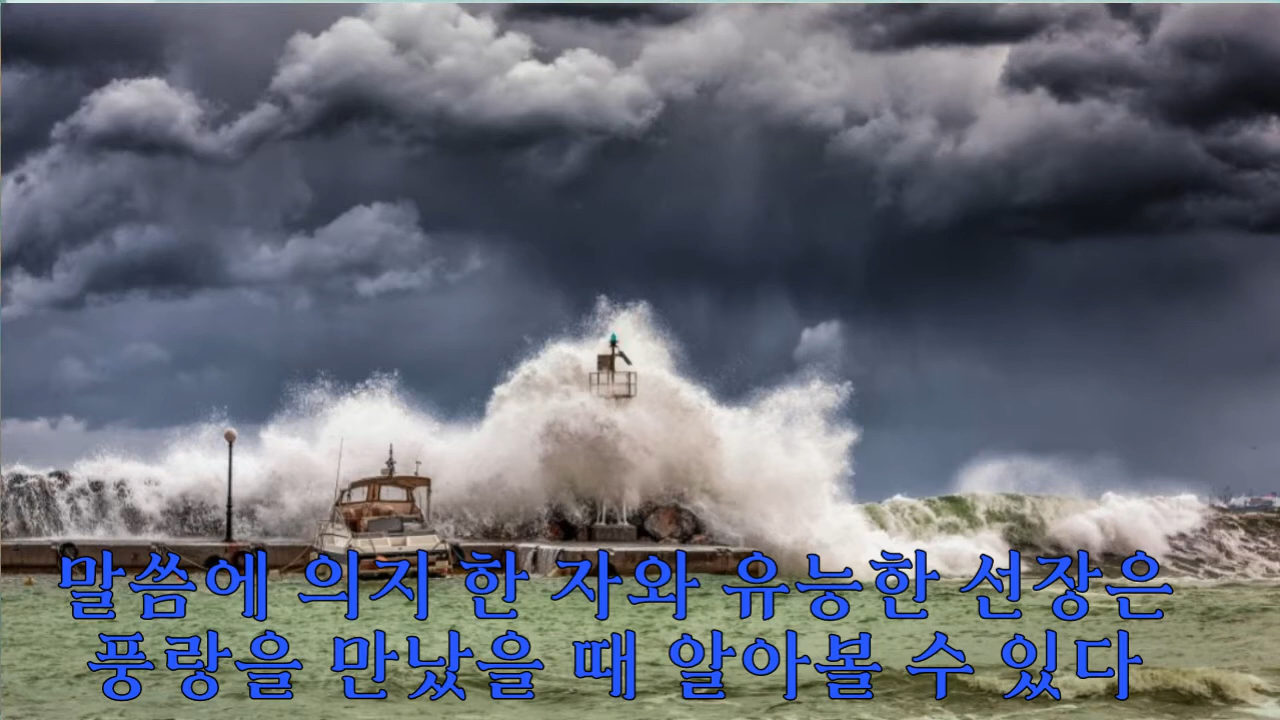 말씀에 의지 한 자와 유능한 선장은
풍랑을 만났을 때 알아볼 수 있다